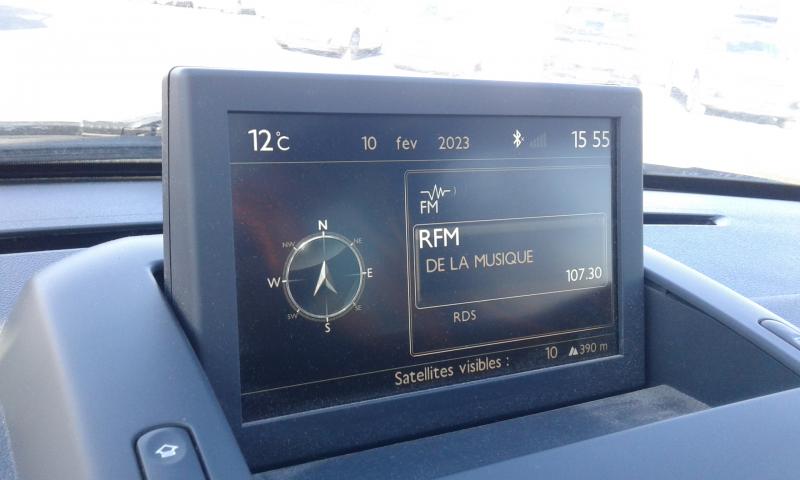 12°C 10 fev 2023 15 55
FM
RFM
DE LA MUSIQUE
107.30
RDS
N
NW NE
W E
SW SE
S
Satellites visibles : 10 390 m